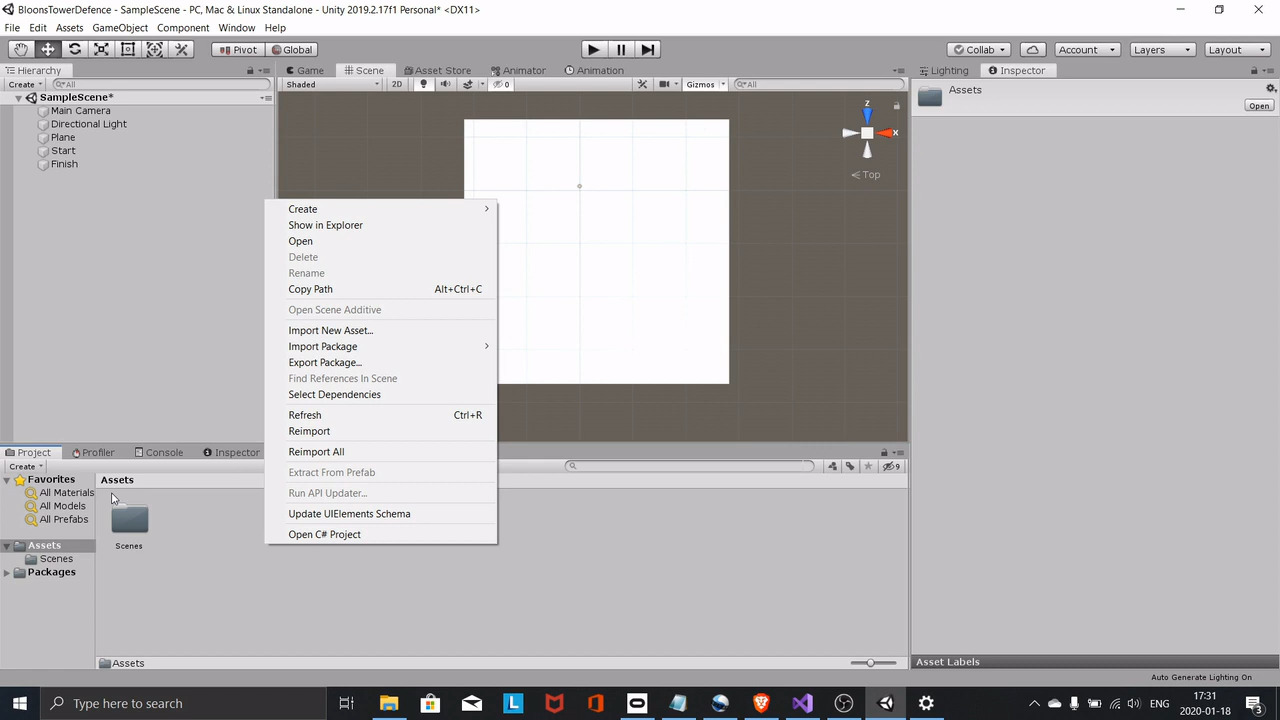 BloonsTowerDefence - SampleScene - PC, Mac & Linux Standalone - Unity 2019.2.17f1 Personal* <DX11>
File Edit Assets GameObject Component Window Help
Pivot Global Collab Account Layers Layout
Hierarchy Game Scene Asset Store Animator Animation Lighting Inspector
Create All Shaded 2D 0 Gizmos All Assets
SampleScene* Open
Main Camera
Directional Light
Plane
Start
Finish
z
x
Top
Create
Show in Explorer
Open
Delete
Rename
Copy Path Alt+Ctrl+C
Open Scene Additive
Import New Asset...
Import Package
Export Package...
Find References In Scene
Select Dependencies
Refresh Ctrl+R
Reimport
Reimport All
Extract From Prefab
Run API Updater...
Update UIElements Schema
Open C# Project
Project Profiler Console Inspector
Create 9
Favorites
All Materials
All Models
All Prefabs
Assets
Scenes
Packages
Assets
Scenes
Assets
Asset Labels
Auto Generate Lighting On
Type here to search
L
ENG
17:31
2020-01-18
3